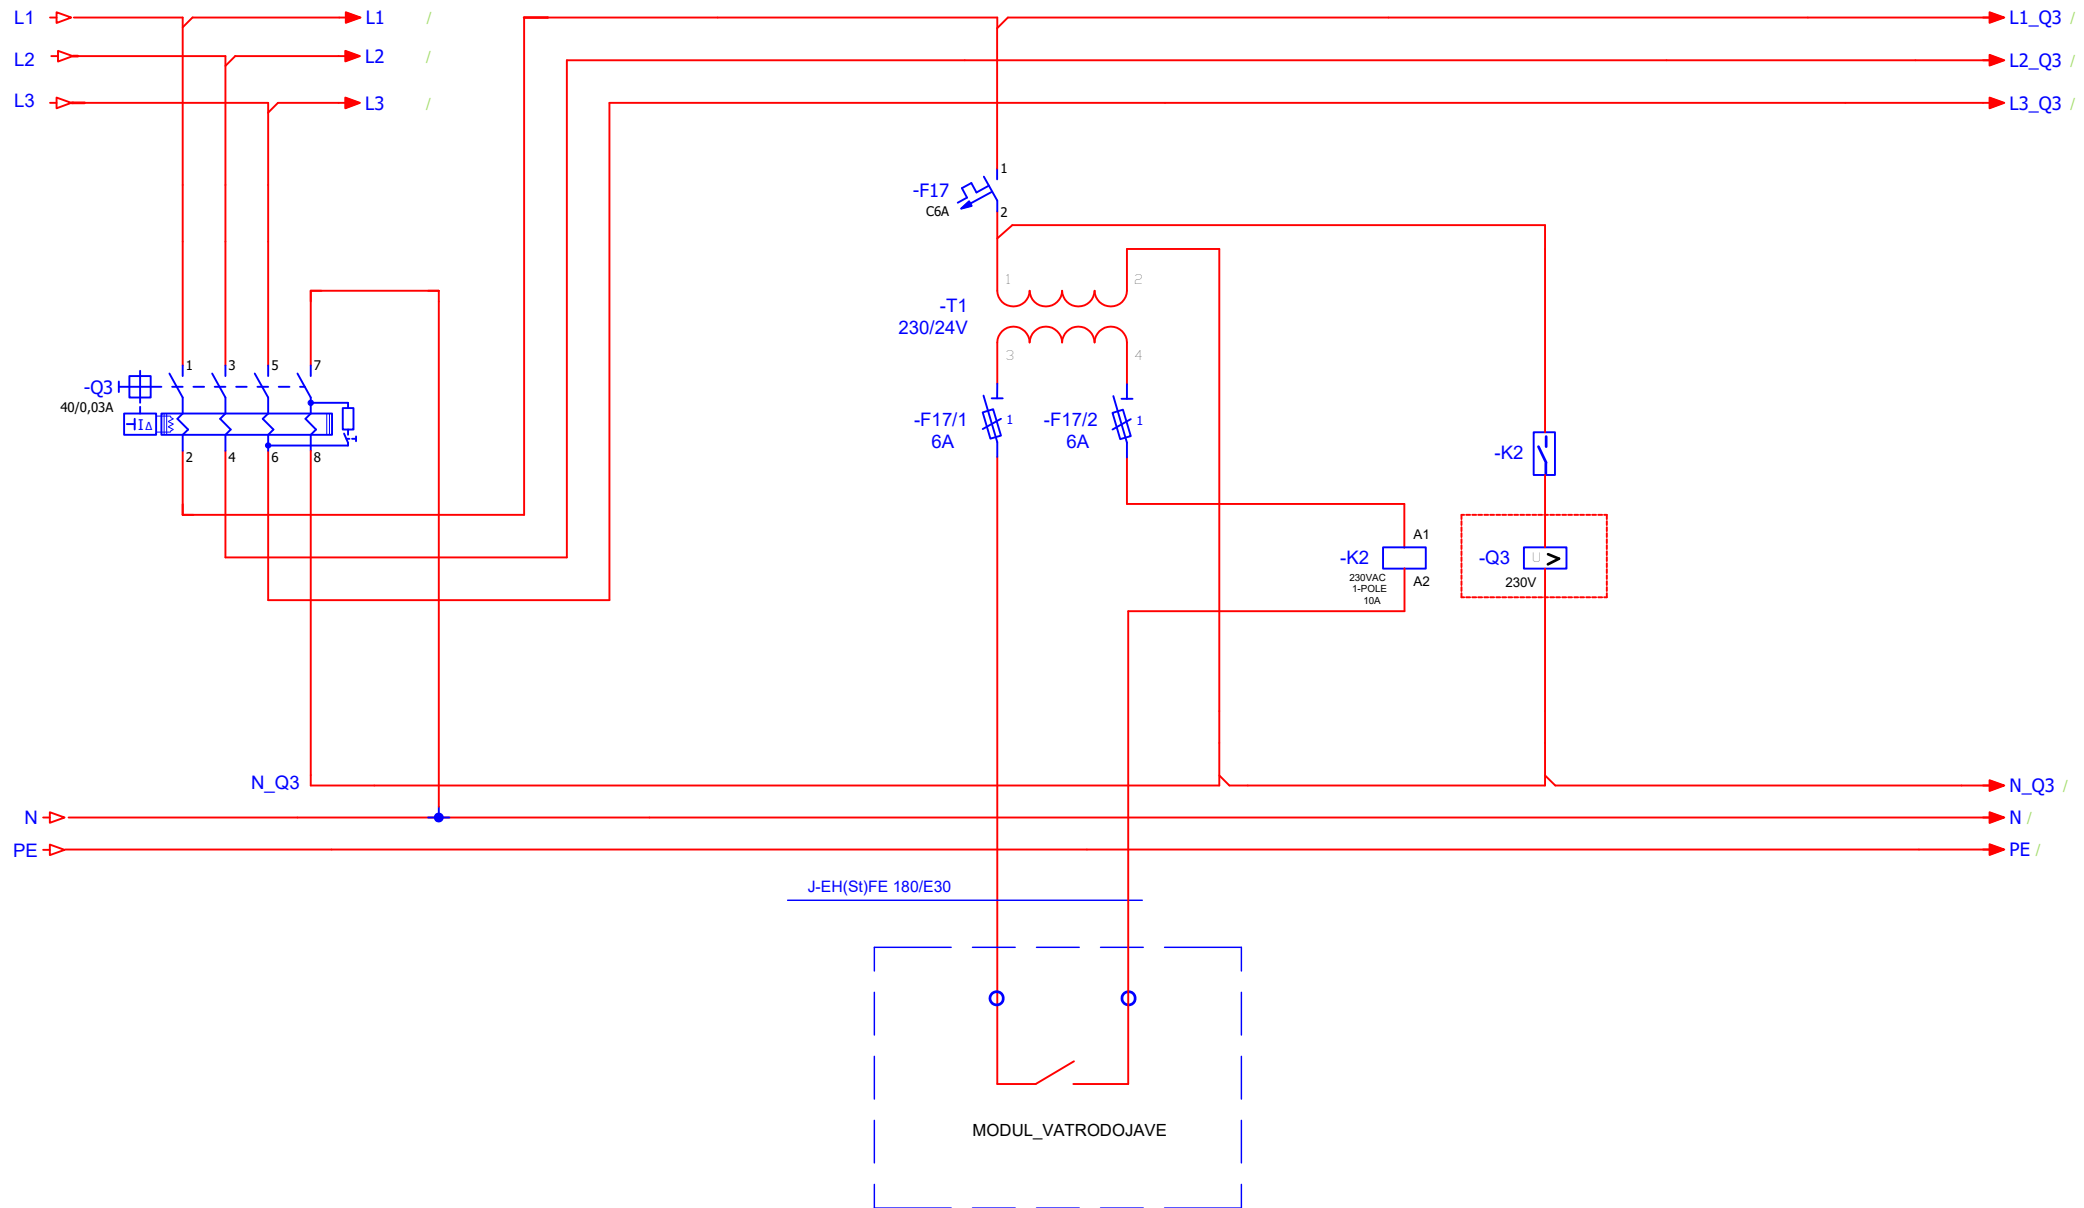 L1
L1 /
L1_Q3 /
L2
L2 /
L2_Q3 /
L3
L3 /
L3_Q3 /
1
-F17
C6A
2
1
2
-T1
230/24V
3
4
1
3
5
7
-Q3
40/0,03A
I∆
2
4
6
8
-F17/1
6A
1
-F17/2
6A
1
-K2
A1
-K2
A2
230VAC
1-POLE
10A
-Q3
U >
230V
N_Q3
N_Q3 /
N
N /
PE
PE /
J-EH(St)FE 180/E30
MODUL_VATRODOJAVE